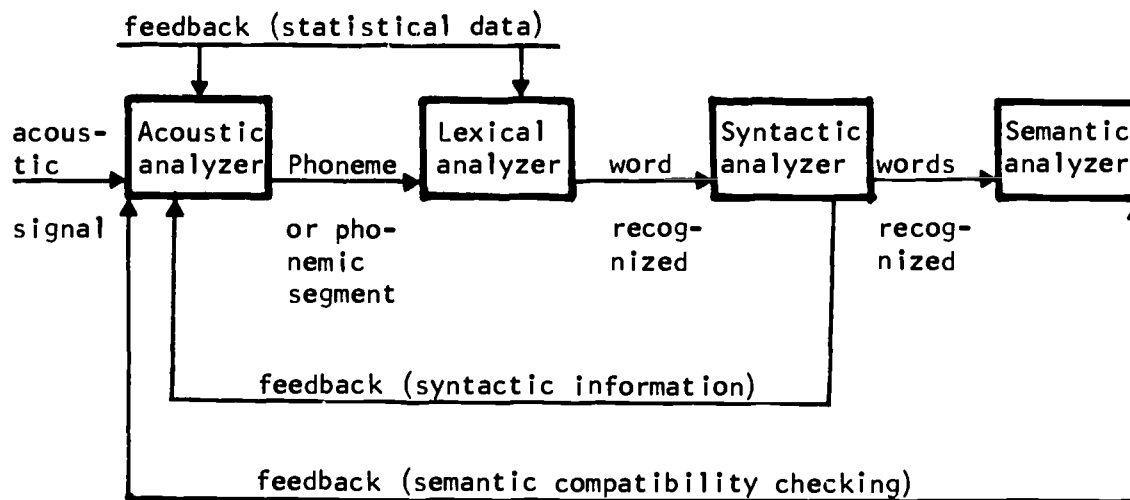 feedback (statistical data)
acous-
tic
signal
Acoustic
analyzer
Phoneme
or pho-
nemic
segment
Lexical
analyzer
word
recog-
nized
Syntactic
analyzer
words
recog-
nized
Semantic
analyzer
feedback (syntactic information)
feedback (semantic compatibility checking)